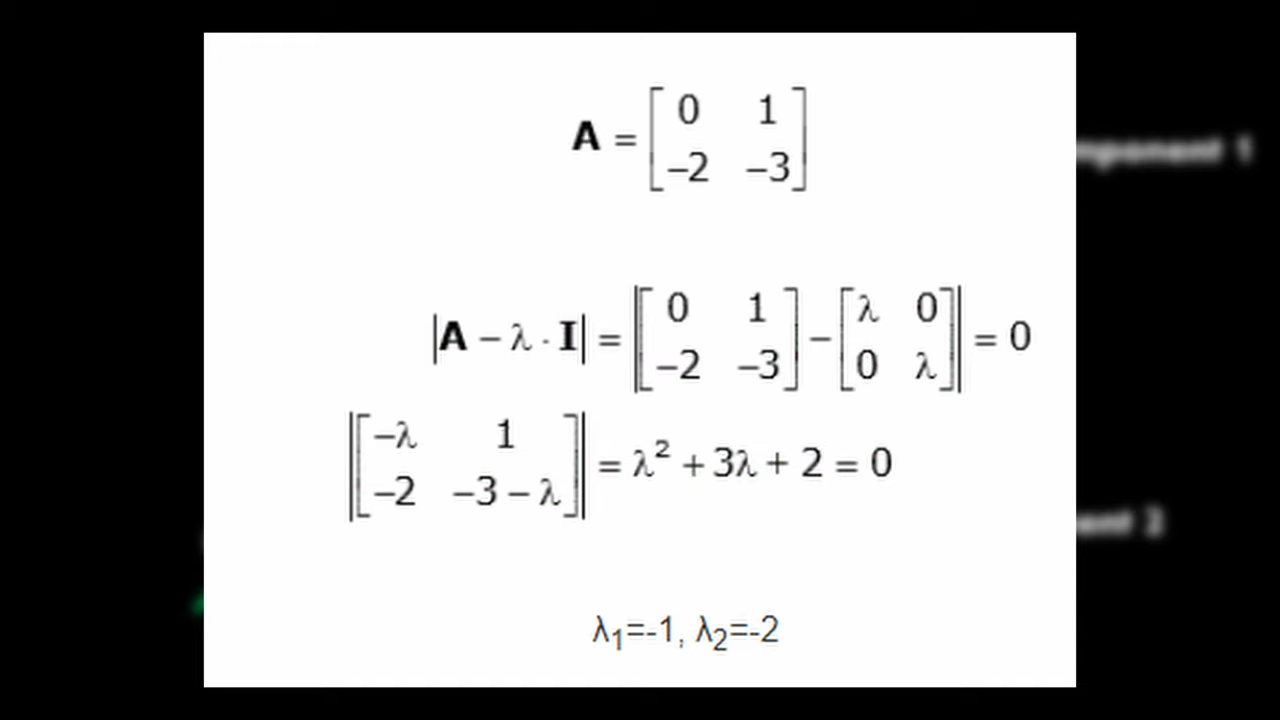 A = [ 0 1 ; −2 −3 ]
|A − λ · I| = |[ 0 1 ; −2 −3 ] − [ λ 0 ; 0 λ ]| = 0
|[ −λ 1 ; −2 −3 − λ ]| = λ² + 3λ + 2 = 0
λ₁=-1, λ₂=-2